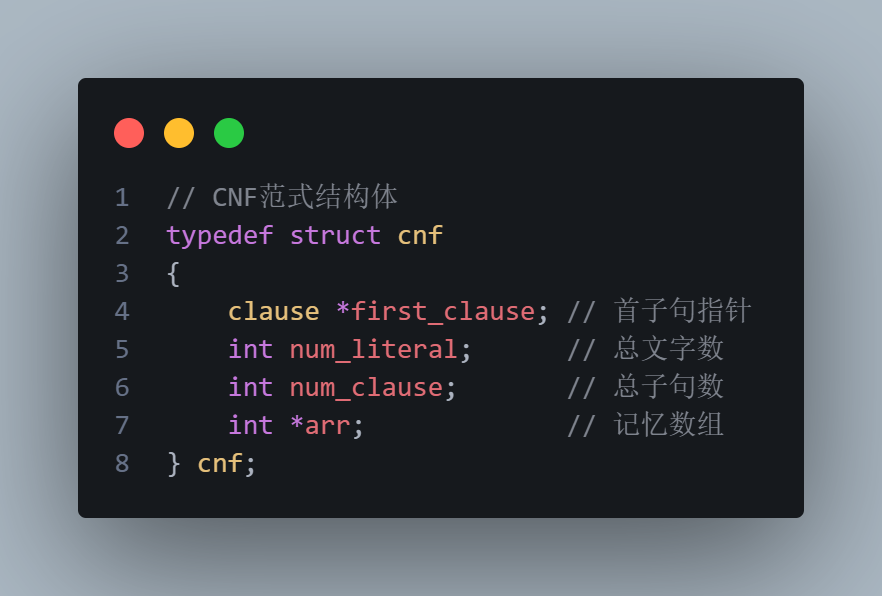 1 // CNF范式结构体
2 typedef struct cnf
3 {
4     clause *first_clause; // 首子句指针
5     int num_literal;      // 总文字数
6     int num_clause;       // 总子句数
7     int *arr;             // 记忆数组
8 } cnf;